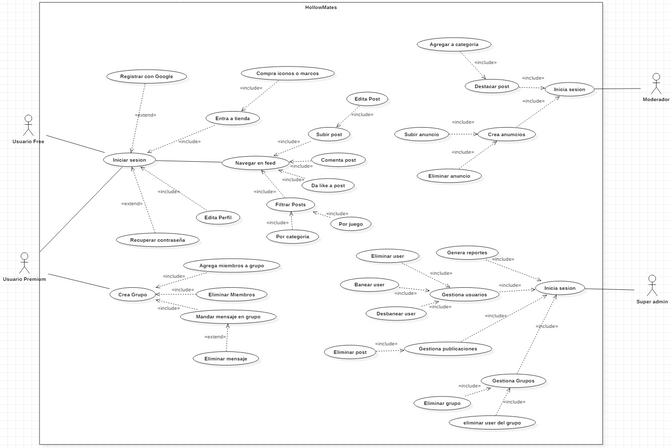 HollowMates
Agregar a categoria
«include»
Registrar con Google
Compra iconos o marcos
«include»
Destacar post
«include»
Inicia sesion
Moderador
Edita Post
«include»
«extend»
Entra a tienda
«include»
«include»
Usuario Free
Subir post
Subir anuncio
«include»
Crea anumcios
«include»
«include»
Iniciar sesion
Navegar en feed
Comenta post
«include»
«include»
Eliminar anuncio
«include»
Da like a post
«include»
«include»
«extend»
Filtrar Posts
«include»
Edita Perfil
«include»
Por juego
Recuperar contraseña
Por categoria
Usuario Premium
Agrega miembros a grupo
«include»
Eliminar user
Genera reportes
«include»
«include»
Crea Grupo
«include»
Eliminar Miembros
Banear user
«include»
Gestiona usuarios
«include»
Inicia sesion
Super admin
«include»
Mandar mensaje en grupo
Desbanear user
«include»
«include»
«include»
«extend»
Eliminar mensaje
Eliminar post
«include»
Gestiona publicaciones
Gestiona Grupos
«include»
Eliminar grupo
«include»
eliminar user del grupo